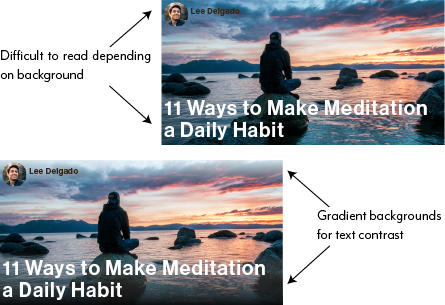 Lee Delgado
Difficult to read depending
on background
11 Ways to Make Meditation
a Daily Habit
Lee Delgado
Gradient backgrounds
for text contrast
11 Ways to Make Meditation
a Daily Habit